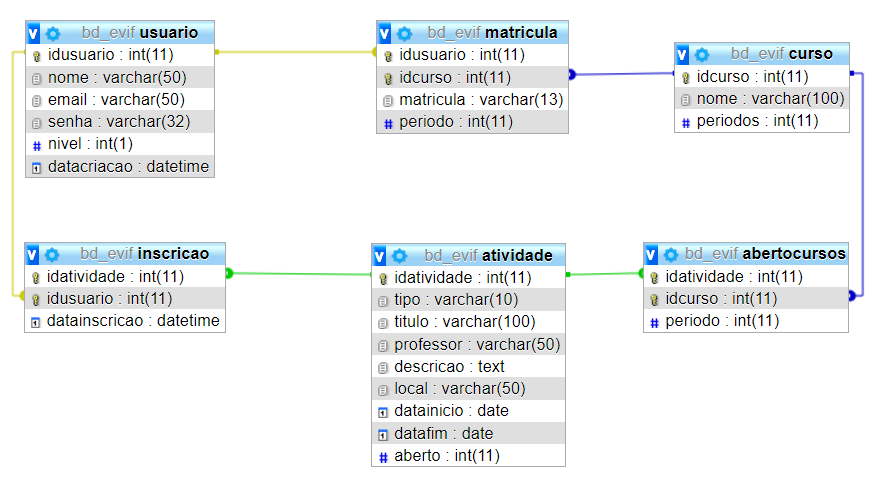 bd_evif usuario
idusuario : int(11)
nome : varchar(50)
email : varchar(50)
senha : varchar(32)
nivel : int(1)
datacriacao : datetime
bd_evif matricula
idusuario : int(11)
idcurso : int(11)
matricula : varchar(13)
periodo : int(11)
bd_evif curso
idcurso : int(11)
nome : varchar(100)
periodos : int(11)
bd_evif inscricao
idatividade : int(11)
idusuario : int(11)
datainscricao : datetime
bd_evif atividade
idatividade : int(11)
tipo : varchar(10)
titulo : varchar(100)
professor : varchar(50)
descricao : text
local : varchar(50)
datainicio : date
datafim : date
aberto : int(11)
bd_evif abertocursos
idatividade : int(11)
idcurso : int(11)
periodo : int(11)